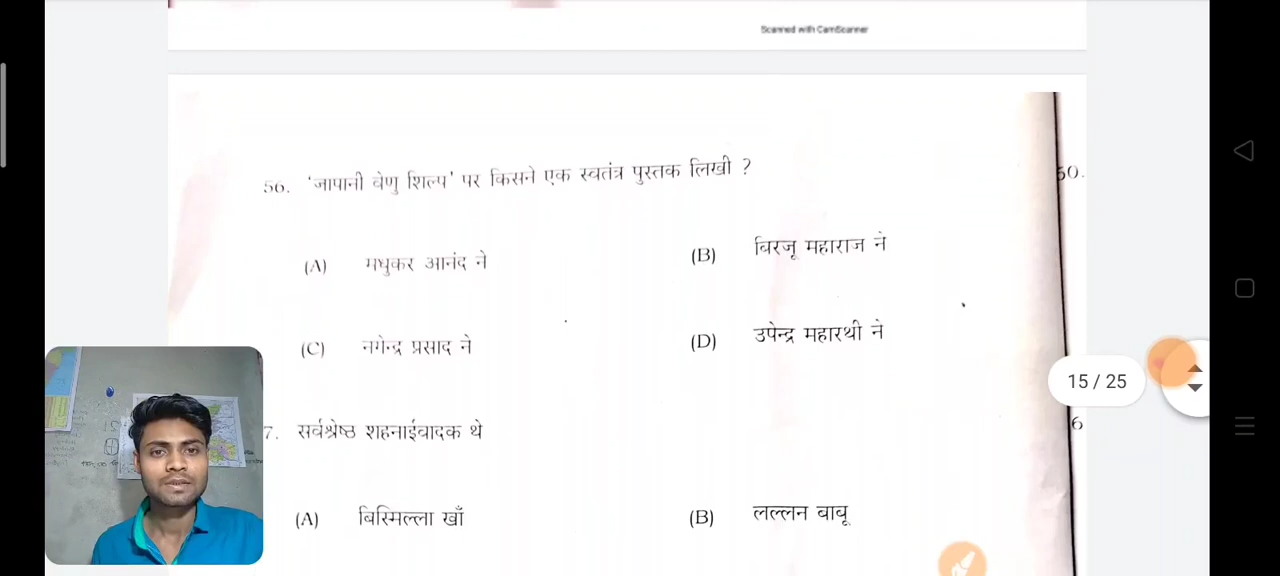 Scanned with CamScanner
56. 'जापानी वेणु शिल्प' पर किसने एक स्वतंत्र पुस्तक लिखी ?
50.
(A) मधुकर आनंद ने
(B) बिरजू महाराज ने
(C) नगेन्द्र प्रसाद ने
(D) उपेन्द्र महारथी ने
15 / 25
7. सर्वश्रेष्ठ शहनाईवादक थे
6
(A) बिस्मिल्ला खाँ
(B) लल्लन बाबू